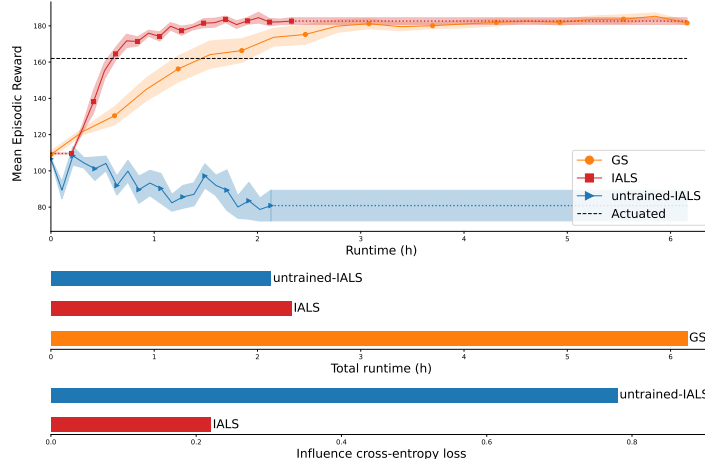 180
160
140
120
100
80
Mean Episodic Reward
GS
IALS
untrained-IALS
Actuated
0
1
2
3
4
5
6
Runtime (h)
untrained-IALS
IALS
GS
0
1
2
3
4
5
6
Total runtime (h)
untrained-IALS
IALS
0.0
0.2
0.4
0.6
0.8
Influence cross-entropy loss